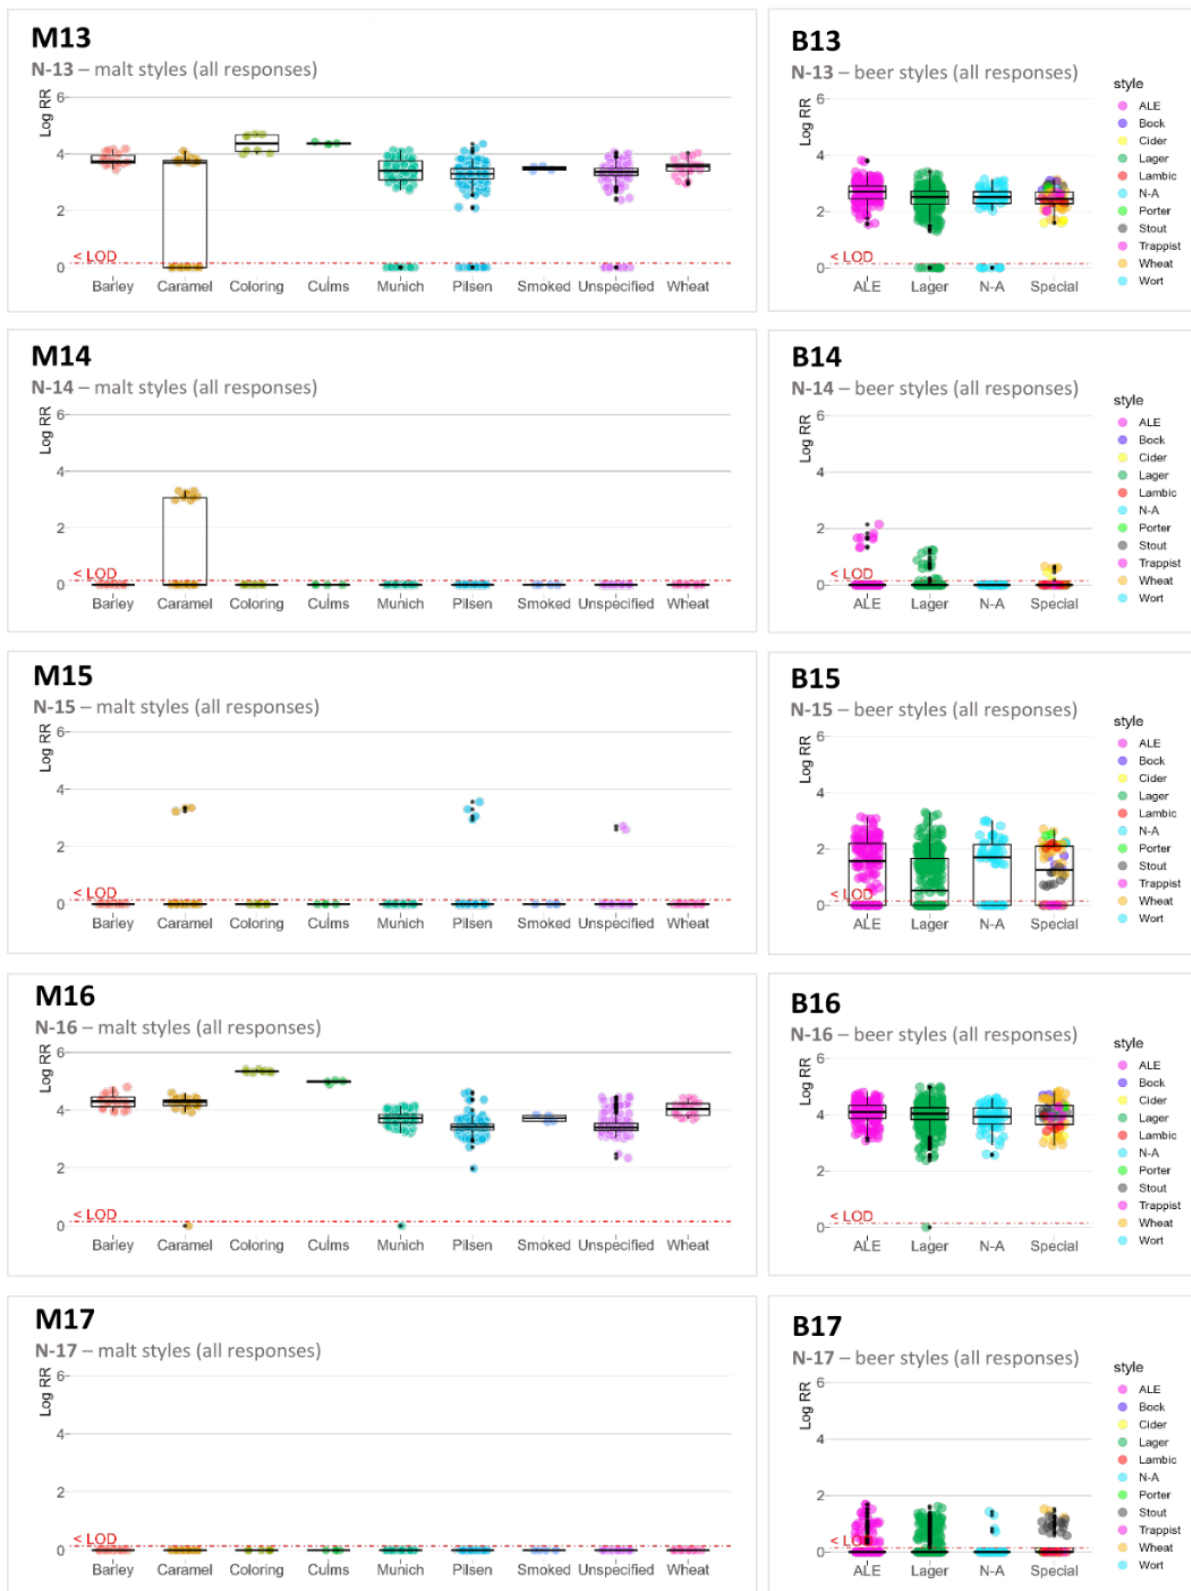 M13
N-13 – malt styles (all responses)
Log RR
6
4
2
0
< LOD
Barley Caramel Coloring Culms Munich Pilsen Smoked Unspecified Wheat
B13
N-13 – beer styles (all responses)
Log RR
6
4
2
0
< LOD
ALE Lager N-A Special
style
ALE
Bock
Cider
Lager
Lambic
N-A
Porter
Stout
Trappist
Wheat
Wort
M14
N-14 – malt styles (all responses)
Log RR
6
4
2
0
< LOD
Barley Caramel Coloring Culms Munich Pilsen Smoked Unspecified Wheat
B14
N-14 – beer styles (all responses)
Log RR
6
4
2
0
< LOD
ALE Lager N-A Special
style
ALE
Bock
Cider
Lager
Lambic
N-A
Porter
Stout
Trappist
Wheat
Wort
M15
N-15 – malt styles (all responses)
Log RR
6
4
2
0
< LOD
Barley Caramel Coloring Culms Munich Pilsen Smoked Unspecified Wheat
B15
N-15 – beer styles (all responses)
Log RR
6
4
2
0
< LOD
ALE Lager N-A Special
style
ALE
Bock
Cider
Lager
Lambic
N-A
Porter
Stout
Trappist
Wheat
Wort
M16
N-16 – malt styles (all responses)
Log RR
6
4
2
0
< LOD
Barley Caramel Coloring Culms Munich Pilsen Smoked Unspecified Wheat
B16
N-16 – beer styles (all responses)
Log RR
6
4
2
0
< LOD
ALE Lager N-A Special
style
ALE
Bock
Cider
Lager
Lambic
N-A
Porter
Stout
Trappist
Wheat
Wort
M17
N-17 – malt styles (all responses)
Log RR
6
4
2
0
< LOD
Barley Caramel Coloring Culms Munich Pilsen Smoked Unspecified Wheat
B17
N-17 – beer styles (all responses)
Log RR
6
4
2
0
< LOD
ALE Lager N-A Special
style
ALE
Bock
Cider
Lager
Lambic
N-A
Porter
Stout
Trappist
Wheat
Wort